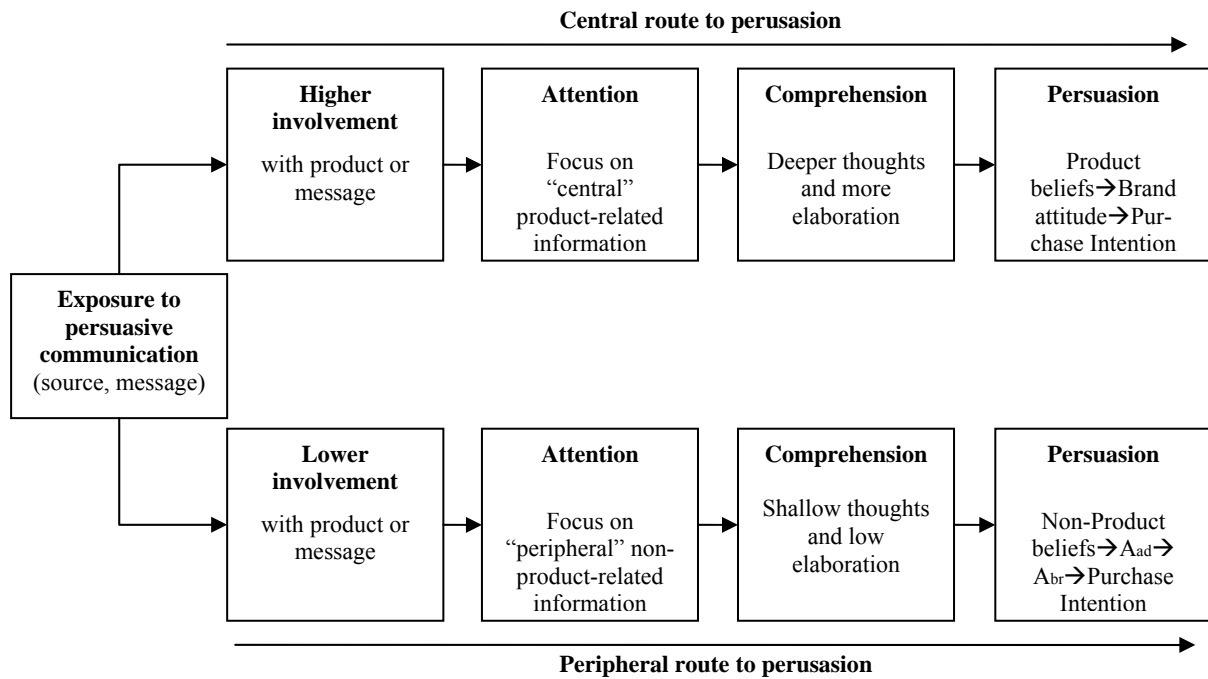 Central route to perusasion
Higher
involvement
with product or
message
Attention
Focus on
“central”
product-related
information
Comprehension
Deeper thoughts
and more
elaboration
Persuasion
Product
beliefs→Brand
attitude→Pur-
chase Intention
Exposure to
persuasive
communication
(source, message)
Lower
involvement
with product or
message
Attention
Focus on
“peripheral” non-
product-related
information
Comprehension
Shallow thoughts
and low
elaboration
Persuasion
Non-Product
beliefs→Aad→
Abr→Purchase
Intention
Peripheral route to perusasion